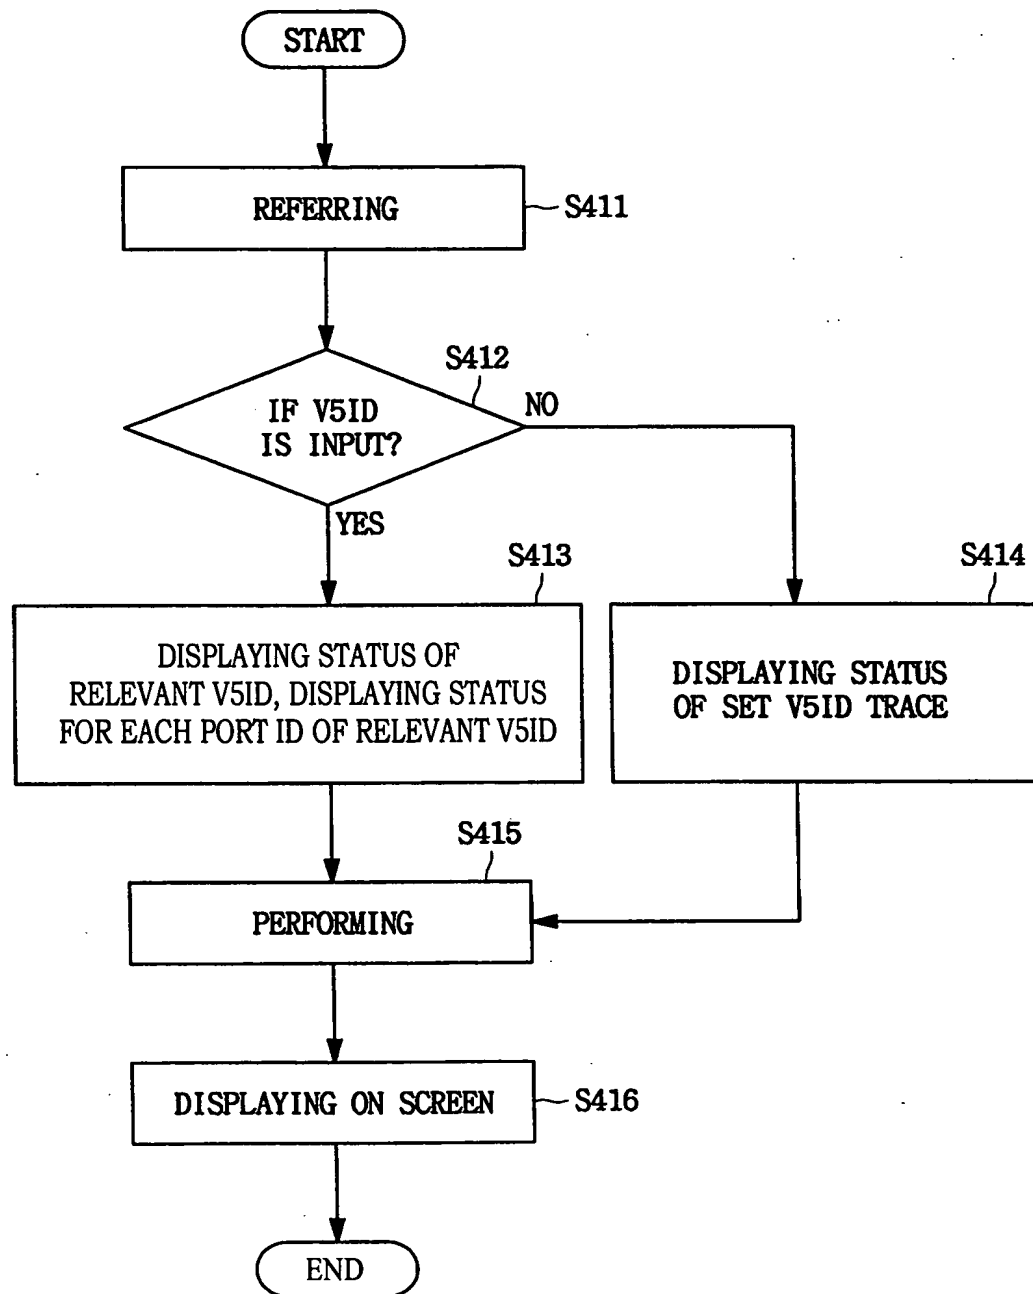 START
REFERRING
S411
S412
IF V5ID
IS INPUT?
NO
YES
S413
S414
DISPLAYING STATUS OF
RELEVANT V5ID, DISPLAYING STATUS
FOR EACH PORT ID OF RELEVANT V5ID
DISPLAYING STATUS
OF SET V5ID TRACE
S415
PERFORMING
DISPLAYING ON SCREEN
S416
END